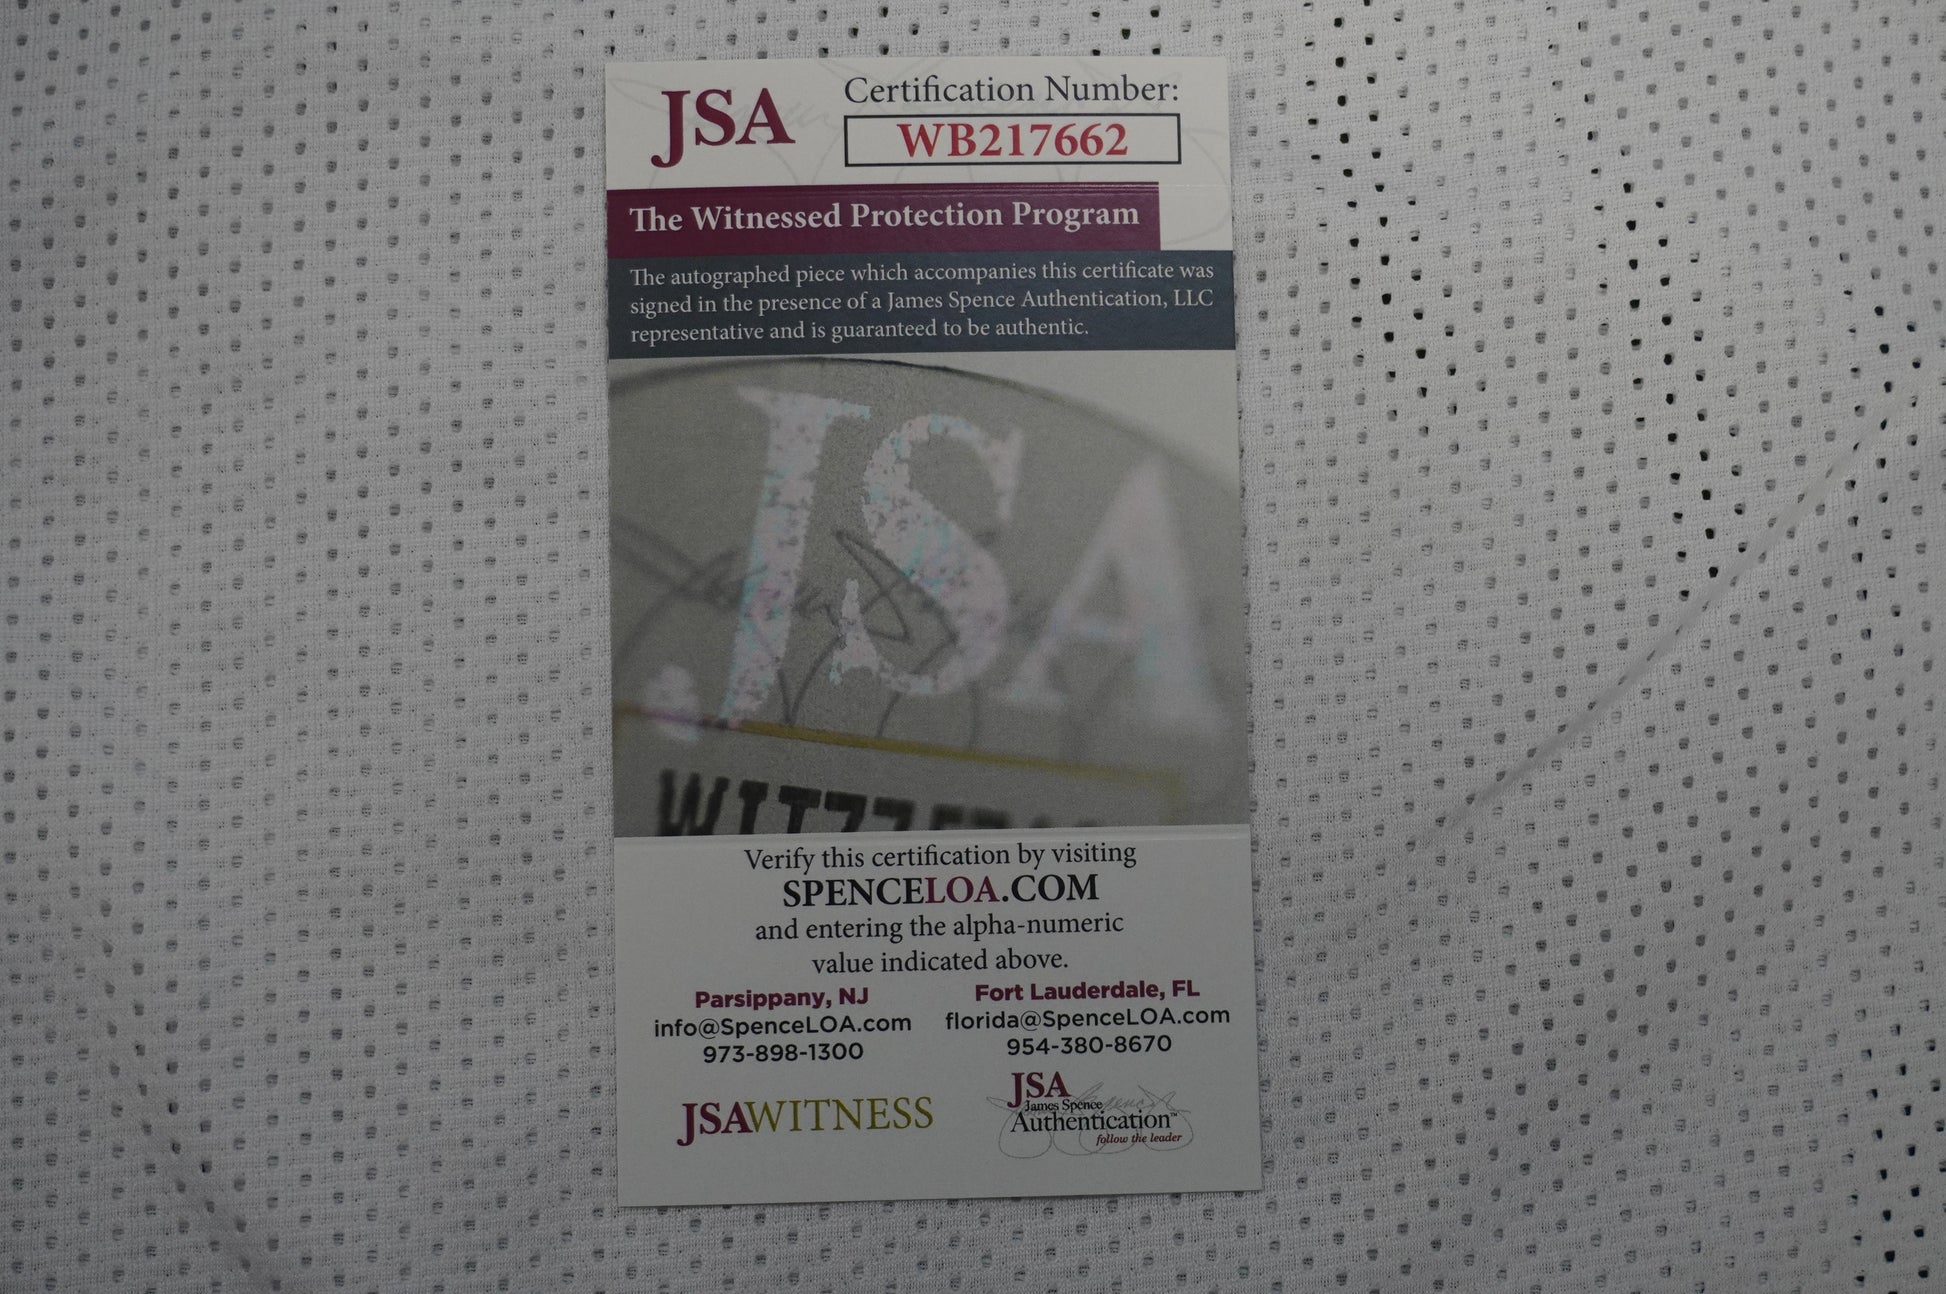 JSA
Certification Number:
WB217662
The Witnessed Protection Program
The autographed piece which accompanies this certificate was
signed in the presence of a James Spence Authentication, LLC
representative and is guaranteed to be authentic.
JSA
Verify this certification by visiting
SPENCELOA.COM
and entering the alpha-numeric
value indicated above.
Parsippany, NJ
info@SpenceLOA.com
973-898-1300
Fort Lauderdale, FL
florida@SpenceLOA.com
954-380-8670
JSAWITNESS
JSA
James Spence
Authentication™
follow the leader